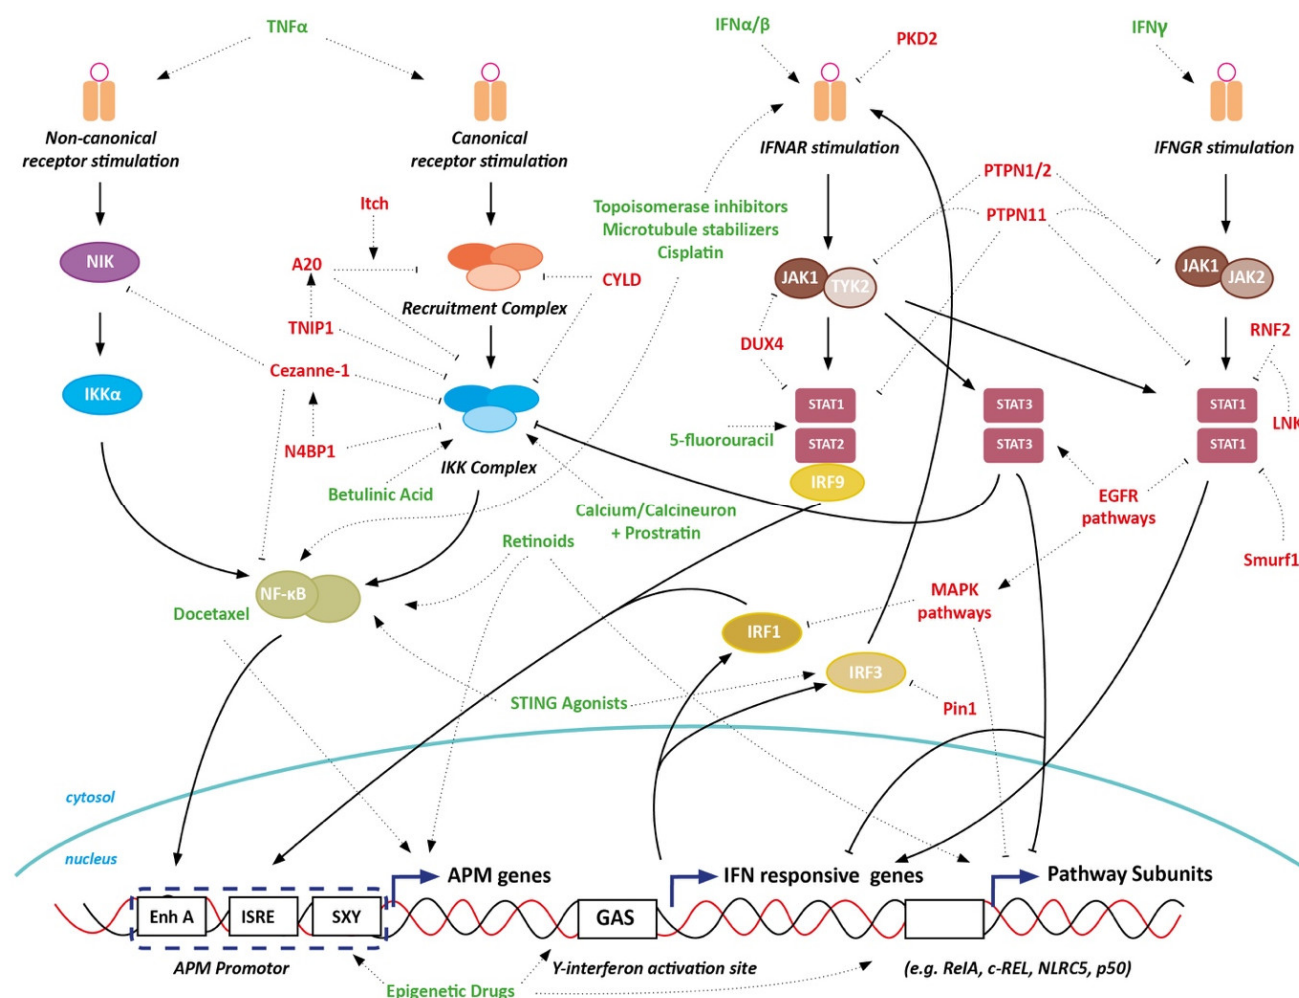 TNFα
IFNα/β
PKD2
IFNγ
Non-canonical
receptor stimulation
Canonical
receptor stimulation
IFNAR stimulation
IFNGR stimulation
PTPN1/2
PTPN11
Itch
Topoisomerase inhibitors
Microtubule stabilizers
Cisplatin
NIK
A20
CYLD
JAK1
TYK2
JAK1
JAK2
Recruitment Complex
TNIP1
DUX4
RNF2
Cezanne-1
IKKα
STAT1
STAT3
STAT1
LNK
N4BP1
5-fluorouracil
STAT2
STAT3
STAT1
IKK Complex
IRF9
Betulinic Acid
EGFR
pathways
Calcium/Calcineuron
+ Prostratin
Retinoids
Smurf1
NF-κB
MAPK
pathways
Docetaxel
IRF1
IRF3
STING Agonists
Pin1
cytosol
nucleus
APM genes
IFN responsive genes
Pathway Subunits
Enh A
ISRE
SXY
GAS
APM Promotor
Y-interferon activation site
(e.g. RelA, c-REL, NLRC5, p50)
Epigenetic Drugs